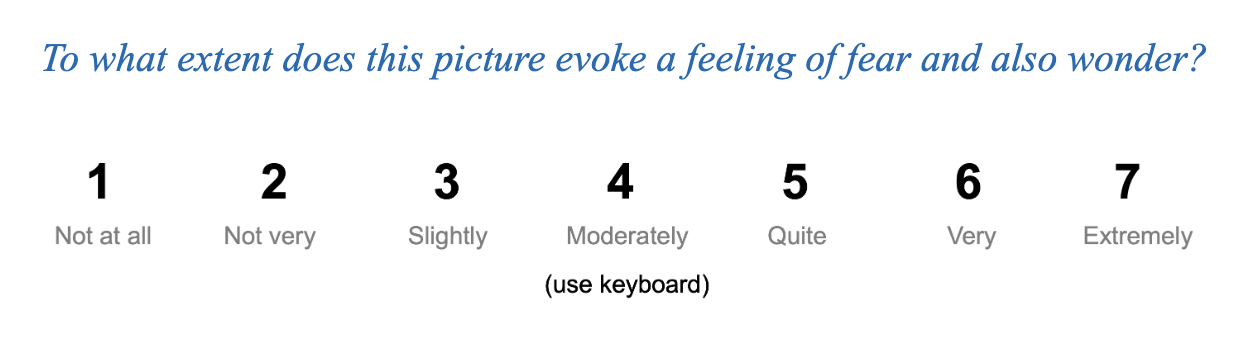 To what extent does this picture evoke a feeling of fear and also wonder?
1 2 3 4 5 6 7
Not at all Not very Slightly Moderately Quite Very Extremely
(use keyboard)